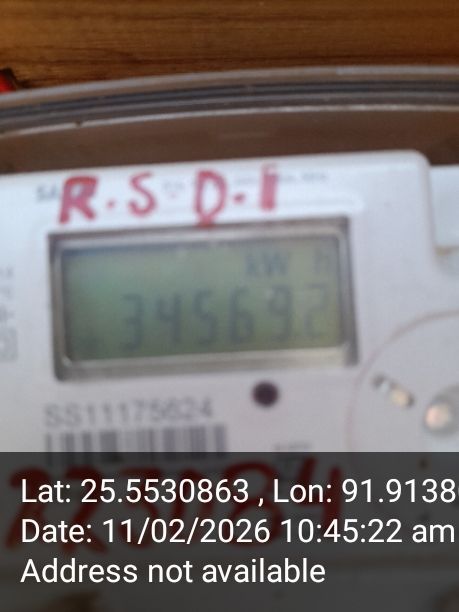 R.S.D.I
kW h
345692
SS11175624
Lat: 25.5530863 , Lon: 91.9138
Date: 11/02/2026 10:45:22 am
Address not available